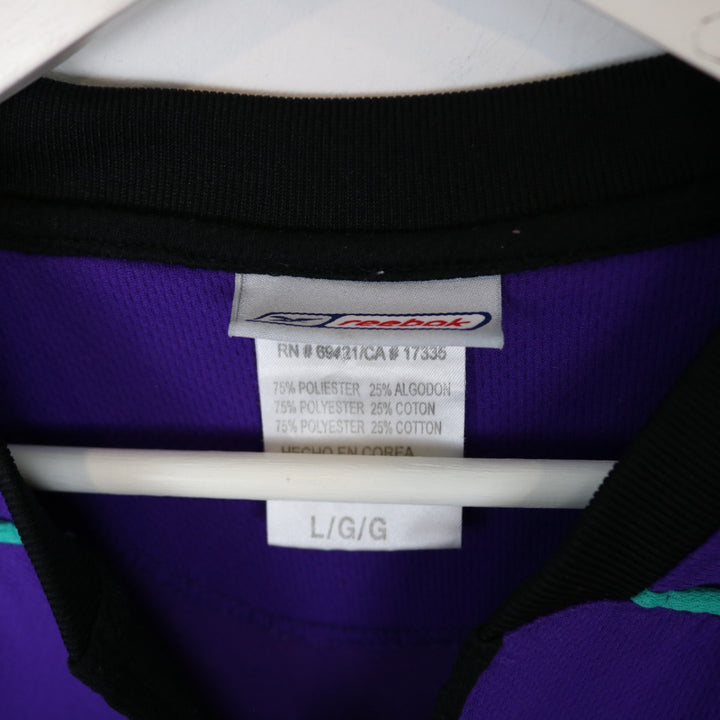 Reebok
RN # 69421/CA # 17335
75% POLIESTER 25% ALGODON
75% POLYESTER 25% COTON
75% POLYESTER 25% COTTON
HECHO EN COREA
L/G/G